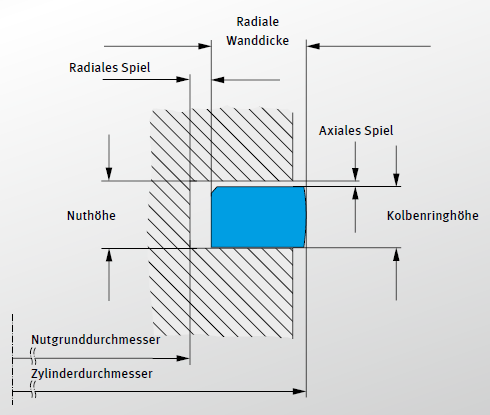 Radiale
Wanddicke
Radiales Spiel
Axiales Spiel
Nuthöhe
Kolbenringhöhe
Nutgrunddurchmesser
Zylinderdurchmesser